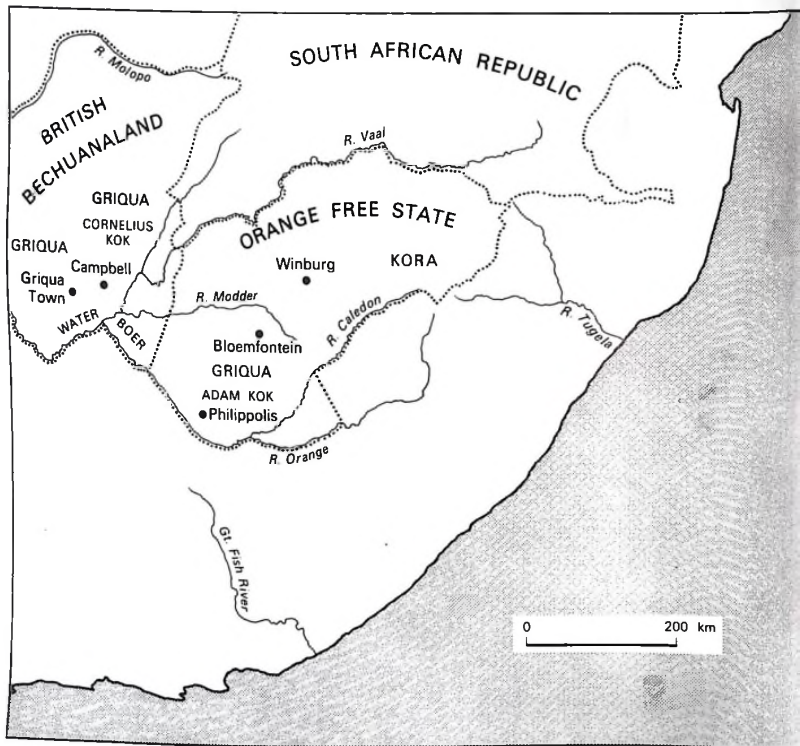 SOUTH AFRICAN REPUBLIC
R. Molopo
BRITISH
BECHUANALAND
R. Vaal
GRIQUA
CORNELIUS
KOK
ORANGE FREE STATE
GRIQUA
Campbell
Griqua
Town
Winburg
KORA
R. Modder
R. Caledon
WATER
BOER
R. Tugela
Bloemfontein
GRIQUA
ADAM KOK
Philippolis
R. Orange
Gt. Fish River
0 200 km